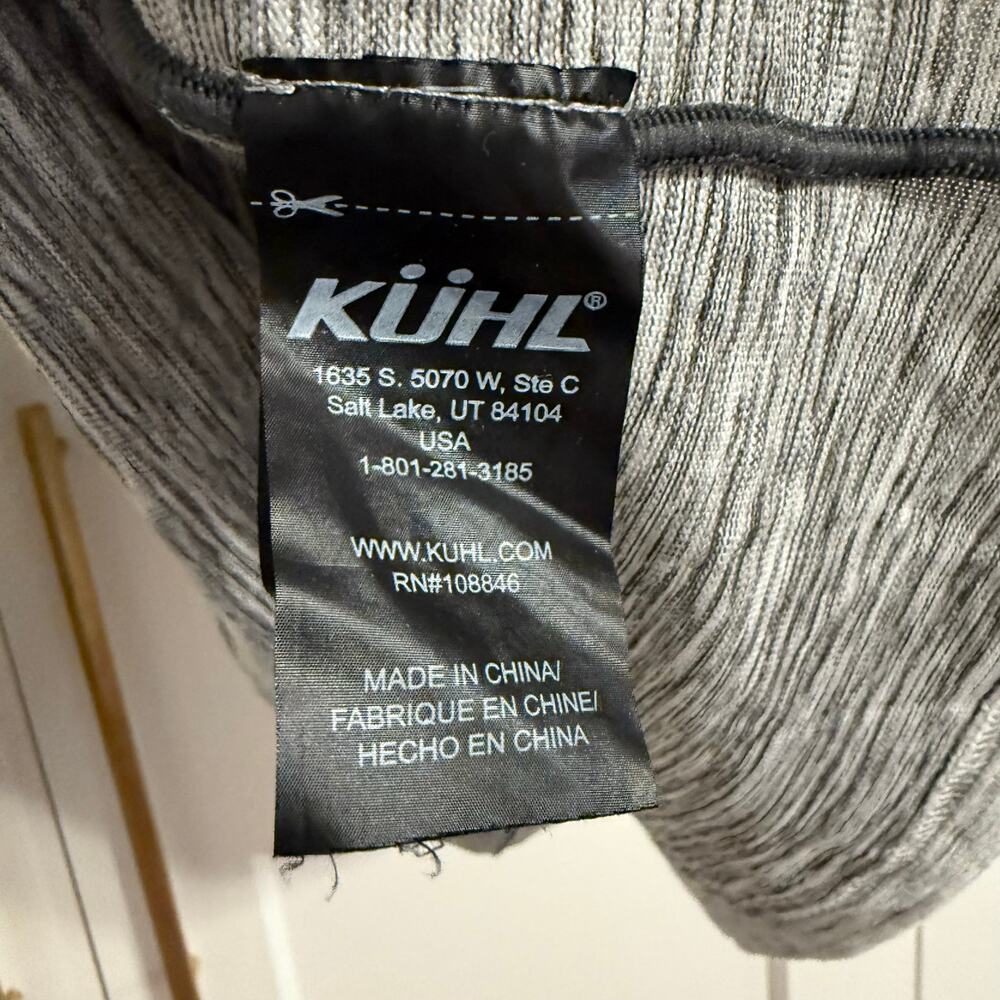 KÜHL®
1635 S. 5070 W, Ste C
Salt Lake, UT 84104
USA
1-801-281-3185
WWW.KUHL.COM
RN#108846
MADE IN CHINA/
FABRIQUE EN CHINE/
HECHO EN CHINA